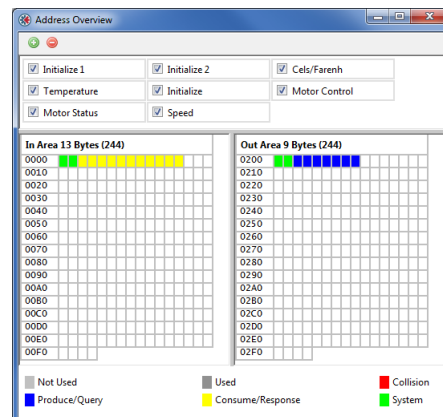 Address Overview
Initialize 1 Initialize 2 Cels/Farenh
Temperature Initialize Motor Control
Motor Status Speed
In Area 13 Bytes (244) Out Area 9 Bytes (244)
0000 0200
0010 0210
0020 0220
0030 0230
0040 0240
0050 0250
0060 0260
0070 0270
0080 0280
0090 0290
00A0 02A0
00B0 02B0
00C0 02C0
00D0 02D0
00E0 02E0
00F0 02F0
Not Used Used Collision
Produce/Query Consume/Response System